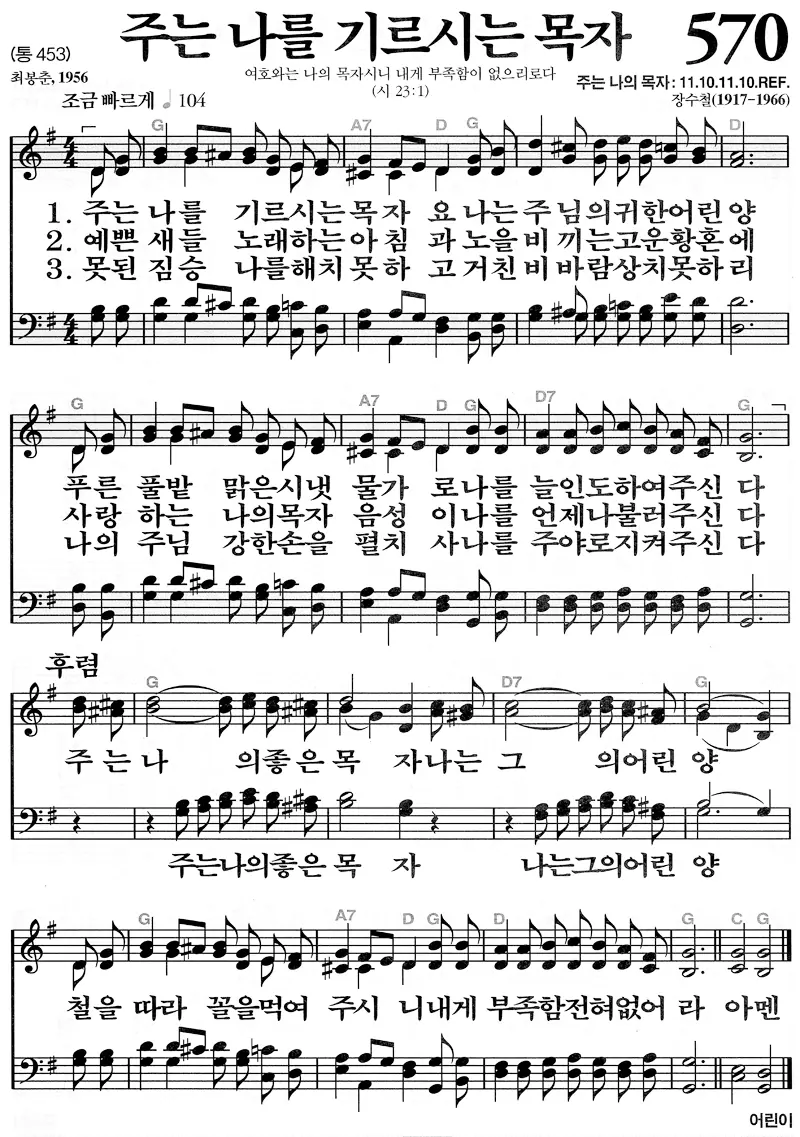 주는 나를 기르시는 목자 570
(통 453)
최봉춘, 1956
여호와는 나의 목자시니 내게 부족함이 없으리로다
(시 23:1)
주는 나의 목자: 11.10.11.10.REF.
장수철(1917-1966)
조금 빠르게 ♩ 104
G A7 D G D
1. 주는 나를 기르시는 목자 요 나는 주 님의 귀한 어린 양
2. 예쁜 새들 노래하는 아 침 과 노을 비 끼는 고운 황혼 에
3. 못된 짐승 나를 해치 못 하 고 거친 비 바람 상치 못하 리
G A7 D G D7 G
푸른 풀밭 맑은 시냇 물가 로 나를 늘 인도하여 주신 다
사랑 하는 나의 목자 음성 이 나를 언제나 불러 주신 다
나의 주님 강한 손을 펼치 사 나를 주야로 지켜 주신 다
후렴
G D7 G
주 는 나 의 좋 은 목 자 나는 그 의 어린 양
주는 나의 좋은 목 자 나는 그의 어린 양
G A7 D G D G C G
철을 따라 꼴을 먹여 주시 니 내게 부족함 전혀 없어 라 아멘
어린이